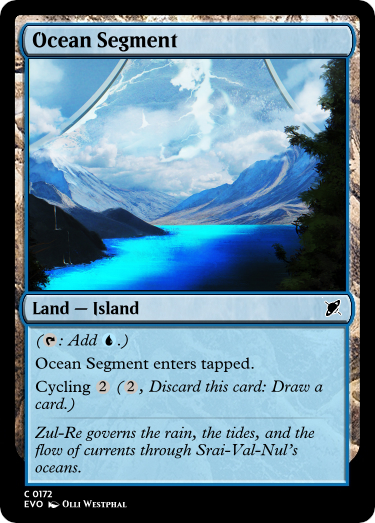 Ocean Segment
Land — Island
(: Add .)
Ocean Segment enters tapped.
Cycling 2 (2, Discard this card: Draw a
card.)
Zul-Re governs the rain, the tides, and the
flow of currents through Srai-Val-Nul's
oceans.
C 0172
EVO Olli Westphal